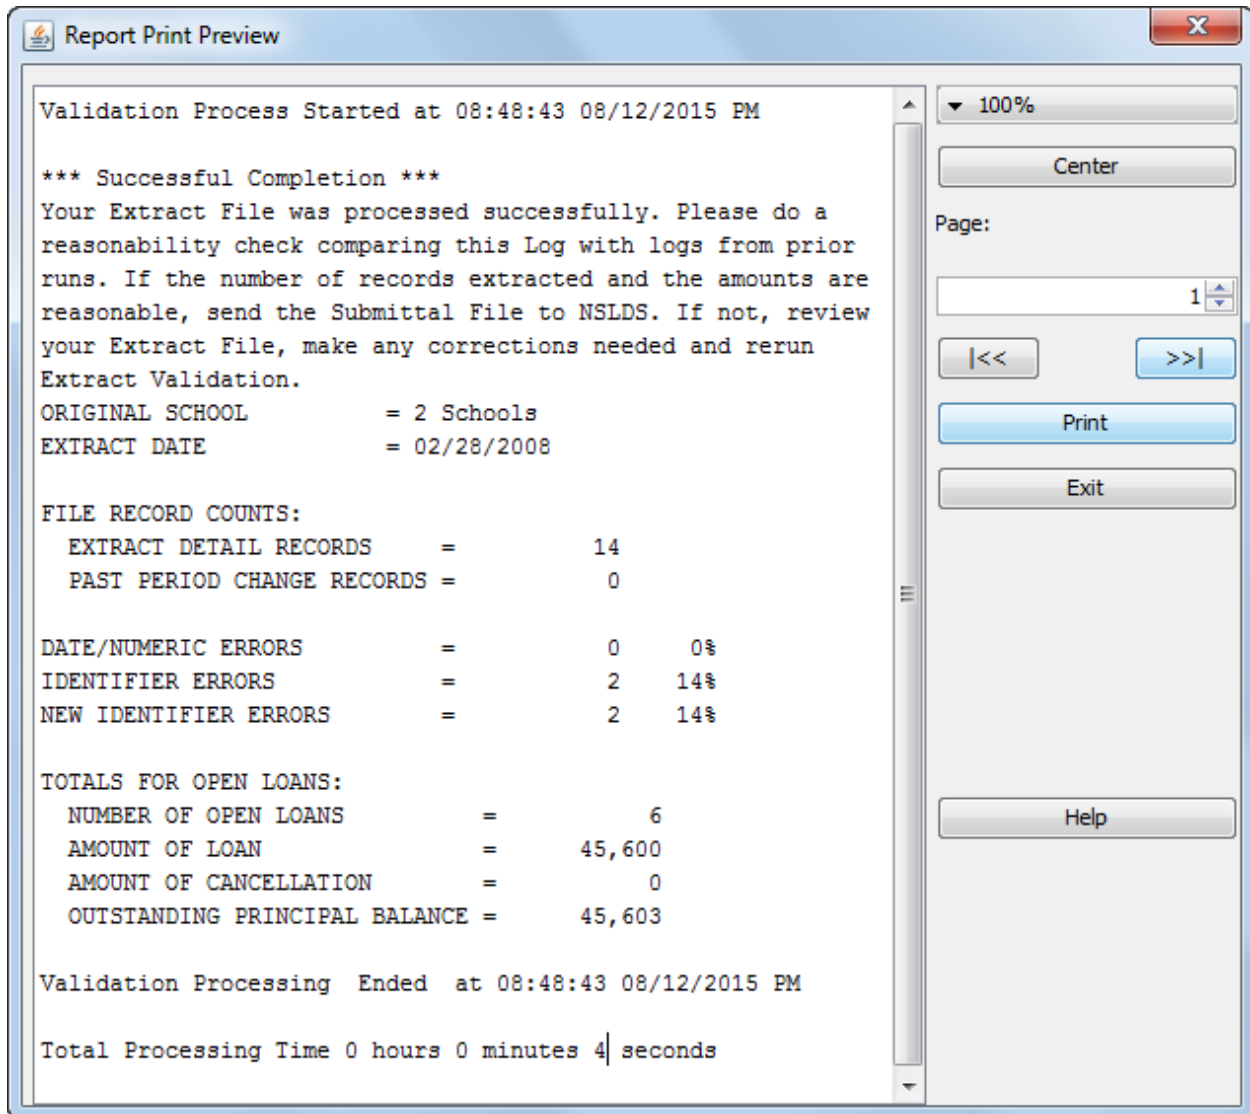 Report Print Preview
Validation Process Started at 08:48:43 08/12/2015 PM
*** Successful Completion ***
Your Extract File was processed successfully. Please do a
reasonability check comparing this Log with logs from prior
runs. If the number of records extracted and the amounts are
reasonable, send the Submittal File to NSLDS. If not, review
your Extract File, make any corrections needed and rerun
Extract Validation.
ORIGINAL SCHOOL = 2 Schools
EXTRACT DATE = 02/28/2008
FILE RECORD COUNTS:
EXTRACT DETAIL RECORDS = 14
PAST PERIOD CHANGE RECORDS = 0
DATE/NUMERIC ERRORS = 0 0%
IDENTIFIER ERRORS = 2 14%
NEW IDENTIFIER ERRORS = 2 14%
TOTALS FOR OPEN LOANS:
NUMBER OF OPEN LOANS = 6
AMOUNT OF LOAN = 45,600
AMOUNT OF CANCELLATION = 0
OUTSTANDING PRINCIPAL BALANCE = 45,603
Validation Processing Ended at 08:48:43 08/12/2015 PM
Total Processing Time 0 hours 0 minutes 4 seconds
100%
Center
Page:
1
|<< >>|
Print
Exit
Help